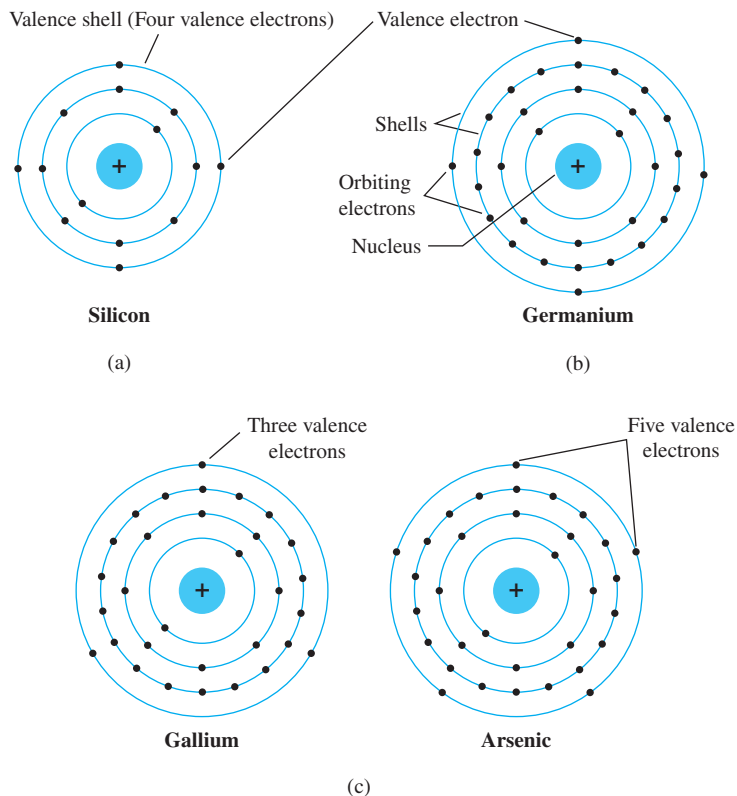 Valence shell (Four valence electrons)
Valence electron
Shells
Orbiting
electrons
Nucleus
+
+
Silicon
Germanium
(a)
(b)
Three valence
electrons
Five valence
electrons
+
+
Gallium
Arsenic
(c)